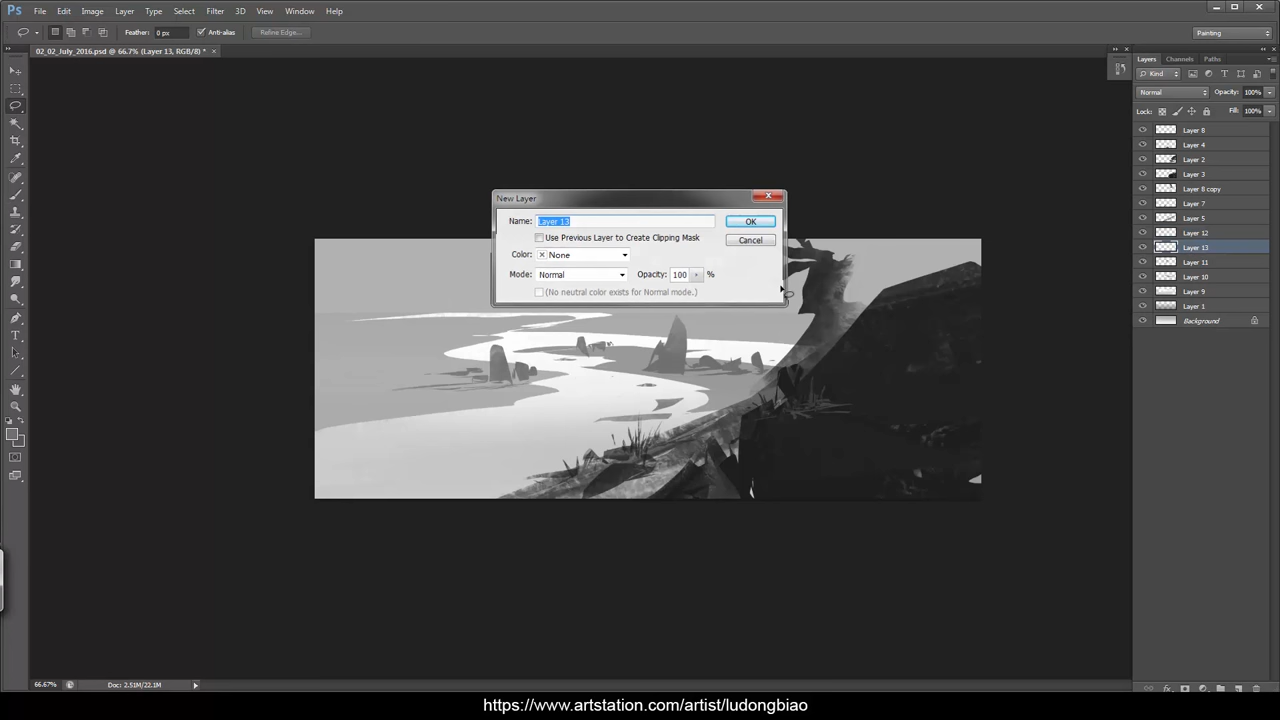 Ps File Edit Image Layer Type Select Filter 3D View Window Help
Feather: 0 px Anti-alias Refine Edge... Painting
02_02_July_2016.psd @ 66.7% (Layer 13, RGB/8) * ×
Layers Channels Paths
Kind
Normal Opacity: 100%
Lock: Fill: 100%
Layer 8
Layer 4
Layer 2
Layer 3
Layer 8 copy
Layer 7
Layer 5
Layer 12
Layer 13
Layer 11
Layer 10
Layer 9
Layer 1
Background
New Layer
Name: Layer 13 OK
Use Previous Layer to Create Clipping Mask Cancel
Color: None
Mode: Normal Opacity: 100 %
(No neutral color exists for Normal mode.)
66.67% Doc: 2.51M/22.1M
https://www.artstation.com/artist/ludongbiao